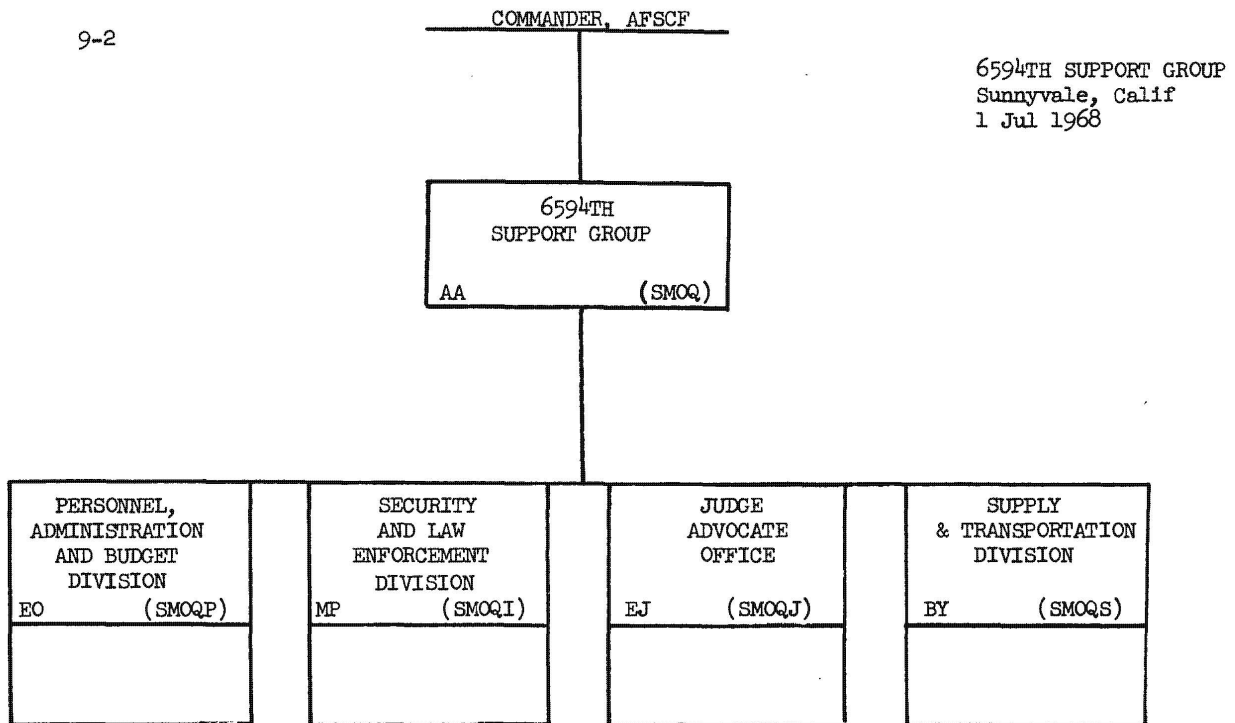 9-2
COMMANDER, AFSCF
6594TH SUPPORT GROUP
Sunnyvale, Calif
1 Jul 1968
6594TH
SUPPORT GROUP
AA (SMOQ)
PERSONNEL,
ADMINISTRATION
AND BUDGET
DIVISION
EO (SMOQP)
SECURITY
AND LAW
ENFORCEMENT
DIVISION
MP (SMOQI)
JUDGE
ADVOCATE
OFFICE
EJ (SMOQJ)
SUPPLY
& TRANSPORTATION
DIVISION
BY (SMOQS)